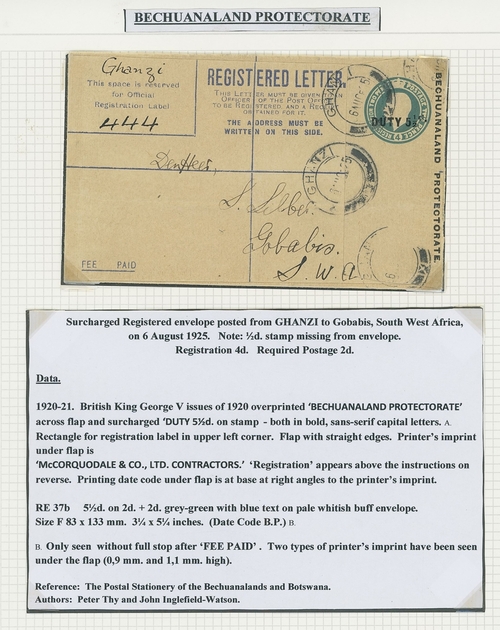 BECHUANALAND PROTECTORATE
Ghanzi
This space is reserved
for Official
Registration Label
444
REGISTERED LETTER.
THIS LETTER MUST BE GIVEN
OFFICER OF THE POST OFFICE
TO BE REGISTERED, AND A RE
OBTAINED FOR IT.
THE ADDRESS MUST BE
WRITTEN ON THIS SIDE.
DUTY 5½
BECHUANALAND PROTECTORATE.
GHANZI
GHANZI
S. Silber.
Gobabis.
S.W.A
FEE PAID
Surcharged Registered envelope posted from GHANZI to Gobabis, South West Africa,
on 6 August 1925. Note: ½d. stamp missing from envelope.
Registration 4d. Required Postage 2d.
Data.
1920-21. British King George V issues of 1920 overprinted ‘BECHUANALAND PROTECTORATE’
across flap and surcharged ‘DUTY 5½d. on stamp - both in bold, sans-serif capital letters. A.
Rectangle for registration label in upper left corner. Flap with straight edges. Printer’s imprint
under flap is
‘McCORQUODALE & CO., LTD. CONTRACTORS.’ ‘Registration’ appears above the instructions on
reverse. Printing date code under flap is at base at right angles to the printer’s imprint.
RE 37b 5½d. on 2d. + 2d. grey-green with blue text on pale whitish buff envelope.
Size F 83 x 133 mm. 3¼ x 5¼ inches. (Date Code B.P.) B.
B. Only seen without full stop after ‘FEE PAID’ . Two types of printer’s imprint have been seen
under the flap (0,9 mm. and 1,1 mm. high).
Reference: The Postal Stationery of the Bechuanalands and Botswana.
Authors: Peter Thy and John Inglefield-Watson.